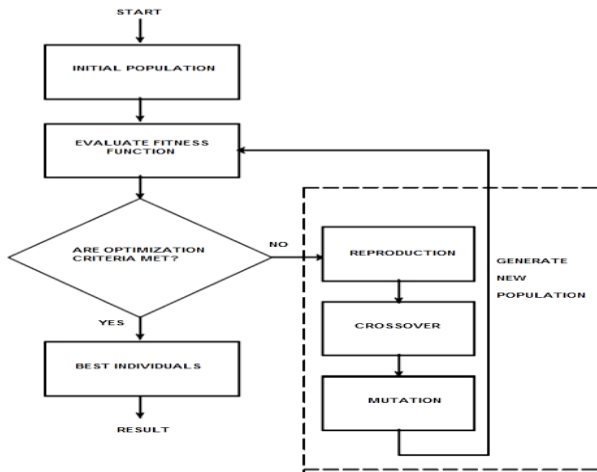 START
INITIAL POPULATION
EVALUATE FITNESS
FUNCTION
ARE OPTIMIZATION
CRITERIA MET?
NO
YES
BEST INDIVIDUALS
RESULT
REPRODUCTION
CROSSOVER
MUTATION
GENERATE
NEW
POPULATION